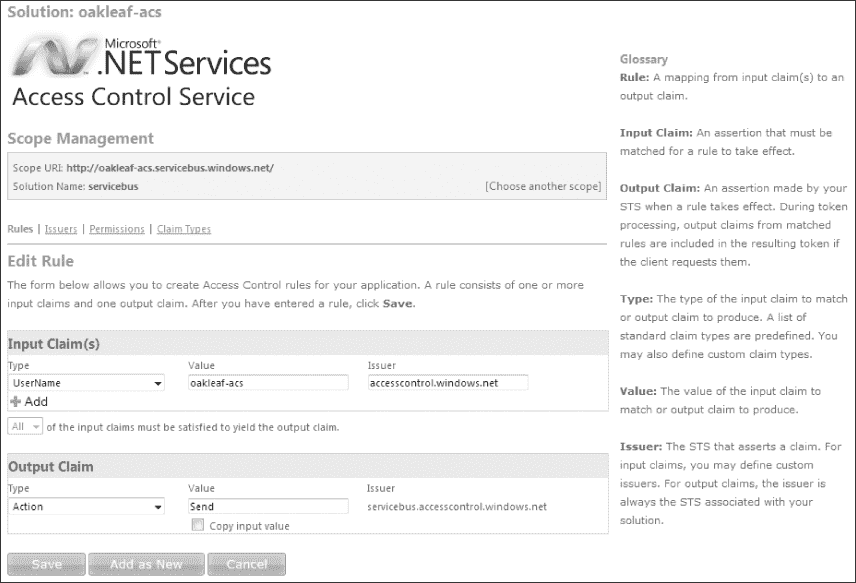 Solution: oakleaf-acs
Microsoft®
.NET Services
Access Control Service
Scope Management
Scope URI: http://oakleaf-acs.servicebus.windows.net/
Solution Name: servicebus
[Choose another scope]
Rules | Issuers | Permissions | Claim Types
Edit Rule
The form below allows you to create Access Control rules for your application. A rule consists of one or more
input claims and one output claim. After you have entered a rule, click Save.
Input Claim(s)
Type Value Issuer
UserName oakleaf-acs accesscontrol.windows.net
Add
All of the input claims must be satisfied to yield the output claim.
Output Claim
Type Value Issuer
Action Send servicebus.accesscontrol.windows.net
Copy input value
Save Add as New Cancel
Glossary
Rule: A mapping from input claim(s) to an
output claim.
Input Claim: An assertion that must be
matched for a rule to take effect.
Output Claim: An assertion made by your
STS when a rule takes effect. During token
processing, output claims from matched
rules are included in the resulting token if
the client requests them.
Type: The type of the input claim to match
or output claim to produce. A list of
standard claim types are predefined. You
may also define custom claim types.
Value: The value of the input claim to
match or output claim to produce.
Issuer: The STS that asserts a claim. For
input claims, you may define custom
issuers. For output claims, the issuer is
always the STS associated with your
solution.